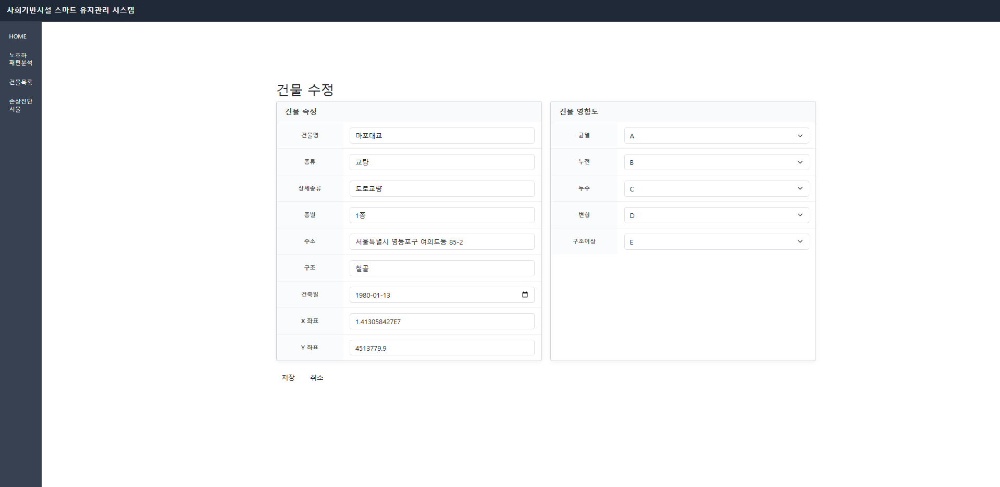 사회기반시설 스마트 유지관리 시스템
HOME
노후화
패턴분석
건물목록
손상진단
시뮬
건물 수정
건물 속성
건물명 마포대교
종류 교량
상세종류 도로교량
종별 1종
주소 서울특별시 영등포구 여의도동 85-2
구조 철골
건축일 1980-01-13
X 좌표 1.413058427E7
Y 좌표 4513779.9
건물 영향도
균열 A
누전 B
누수 C
변형 D
구조이상 E
저장 취소